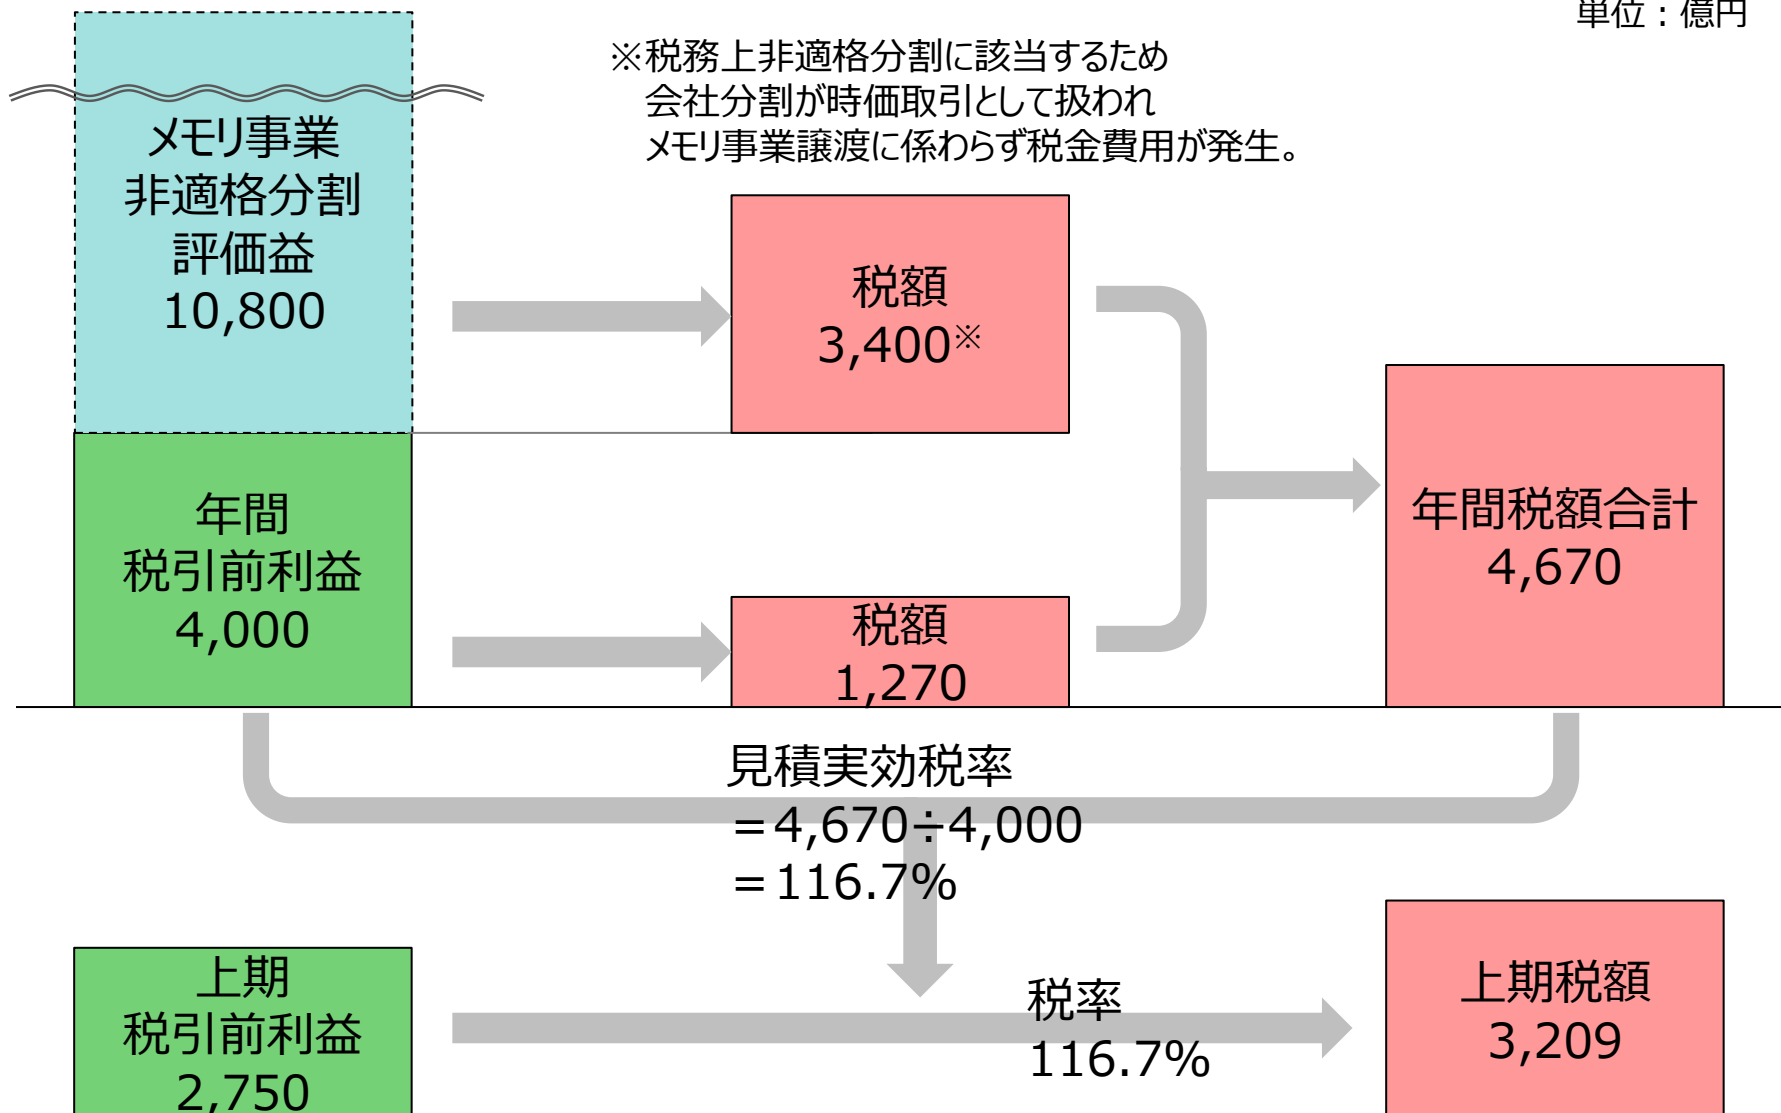 単位：億円
※税務上非適格分割に該当するため
会社分割が時価取引として扱われ
メモリ事業譲渡に係わらず税金費用が発生。
メモリ事業
非適格分割
評価益
10,800
税額
3,400※
年間
税引前利益
4,000
税額
1,270
年間税額合計
4,670
見積実効税率
＝4,670÷4,000
＝116.7%
上期
税引前利益
2,750
税率
116.7%
上期税額
3,209